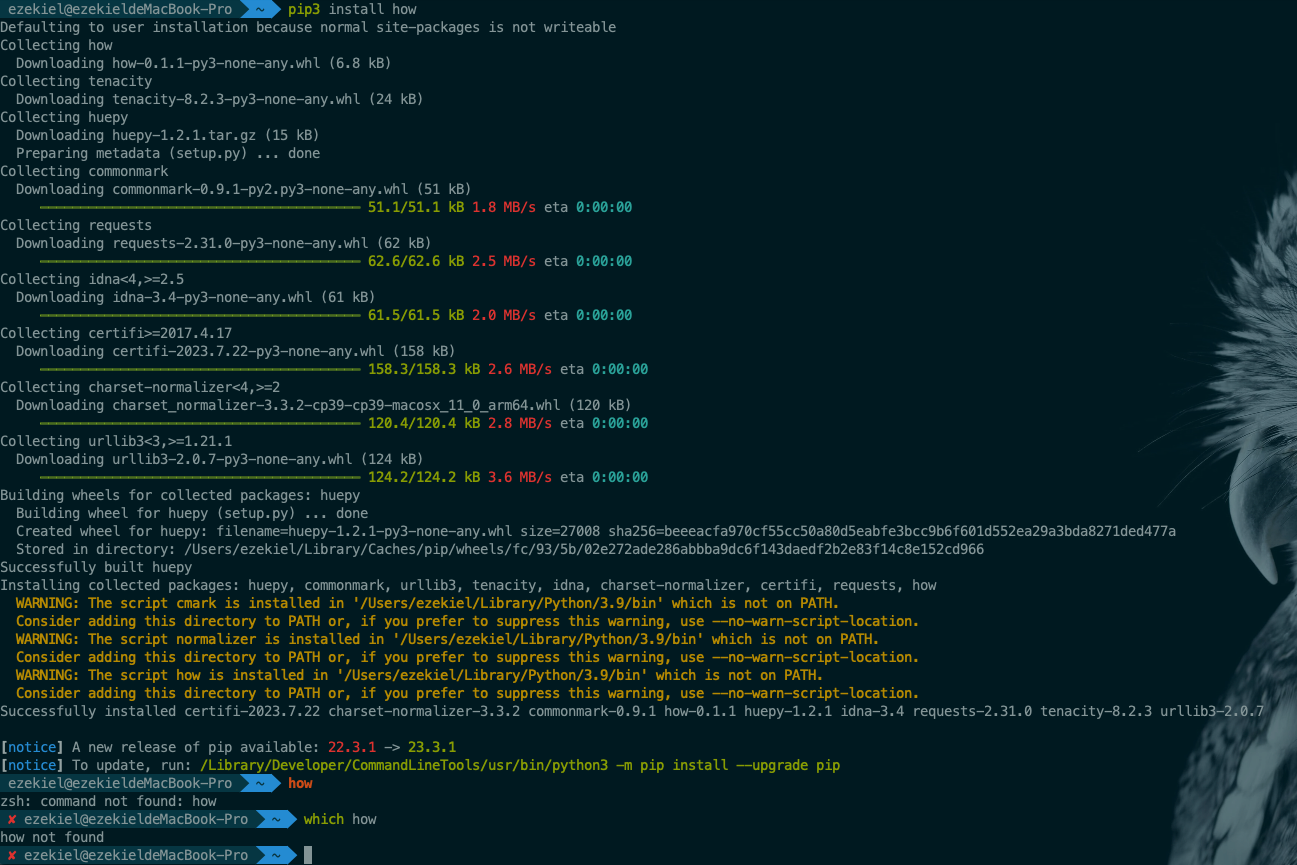 ezekiel@ezekieldeMacBook-Pro ~ pip3 install how
Defaulting to user installation because normal site-packages is not writeable
Collecting how
Downloading how-0.1.1-py3-none-any.whl (6.8 kB)
Collecting tenacity
Downloading tenacity-8.2.3-py3-none-any.whl (24 kB)
Collecting huepy
Downloading huepy-1.2.1.tar.gz (15 kB)
Preparing metadata (setup.py) ... done
Collecting commonmark
Downloading commonmark-0.9.1-py2.py3-none-any.whl (51 kB)
51.1/51.1 kB 1.8 MB/s eta 0:00:00
Collecting requests
Downloading requests-2.31.0-py3-none-any.whl (62 kB)
62.6/62.6 kB 2.5 MB/s eta 0:00:00
Collecting idna<4,>=2.5
Downloading idna-3.4-py3-none-any.whl (61 kB)
61.5/61.5 kB 2.0 MB/s eta 0:00:00
Collecting certifi>=2017.4.17
Downloading certifi-2023.7.22-py3-none-any.whl (158 kB)
158.3/158.3 kB 2.6 MB/s eta 0:00:00
Collecting charset-normalizer<4,>=2
Downloading charset_normalizer-3.3.2-cp39-cp39-macosx_11_0_arm64.whl (120 kB)
120.4/120.4 kB 2.8 MB/s eta 0:00:00
Collecting urllib3<3,>=1.21.1
Downloading urllib3-2.0.7-py3-none-any.whl (124 kB)
124.2/124.2 kB 3.6 MB/s eta 0:00:00
Building wheels for collected packages: huepy
Building wheel for huepy (setup.py) ... done
Created wheel for huepy: filename=huepy-1.2.1-py3-none-any.whl size=27008 sha256=beeeacfa970cf55cc50a80d5eabfe3bcc9b6f601d552ea29a3bda8271ded477a
Stored in directory: /Users/ezekiel/Library/Caches/pip/wheels/fc/93/5b/02e272ade286abbba9dc6f143daedf2b2e83f14c8e152cd966
Successfully built huepy
Installing collected packages: huepy, commonmark, urllib3, tenacity, idna, charset-normalizer, certifi, requests, how
WARNING: The script cmark is installed in '/Users/ezekiel/Library/Python/3.9/bin' which is not on PATH.
Consider adding this directory to PATH or, if you prefer to suppress this warning, use --no-warn-script-location.
WARNING: The script normalizer is installed in '/Users/ezekiel/Library/Python/3.9/bin' which is not on PATH.
Consider adding this directory to PATH or, if you prefer to suppress this warning, use --no-warn-script-location.
WARNING: The script how is installed in '/Users/ezekiel/Library/Python/3.9/bin' which is not on PATH.
Consider adding this directory to PATH or, if you prefer to suppress this warning, use --no-warn-script-location.
Successfully installed certifi-2023.7.22 charset-normalizer-3.3.2 commonmark-0.9.1 how-0.1.1 huepy-1.2.1 idna-3.4 requests-2.31.0 tenacity-8.2.3 urllib3-2.0.7
[notice] A new release of pip available: 22.3.1 -> 23.3.1
[notice] To update, run: /Library/Developer/CommandLineTools/usr/bin/python3 -m pip install --upgrade pip
ezekiel@ezekieldeMacBook-Pro ~ how
zsh: command not found: how
✘ ezekiel@ezekieldeMacBook-Pro ~ which how
how not found
✘ ezekiel@ezekieldeMacBook-Pro ~